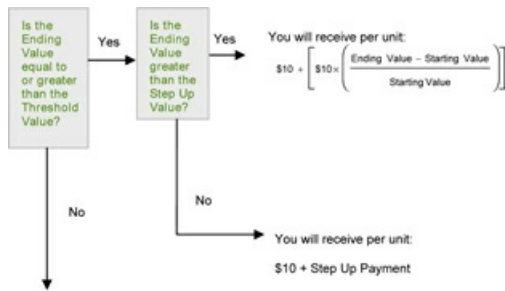 Is the
Ending
Value
equal to
or greater
than the
Threshold
Value?
Yes
Is the
Ending
Value
greater
than the
Step Up
Value?
Yes
You will receive per unit:
$10 + [ $10× ( Ending Value – Starting Value
Starting Value ) ]
No
No
You will receive per unit:
$10 + Step Up Payment